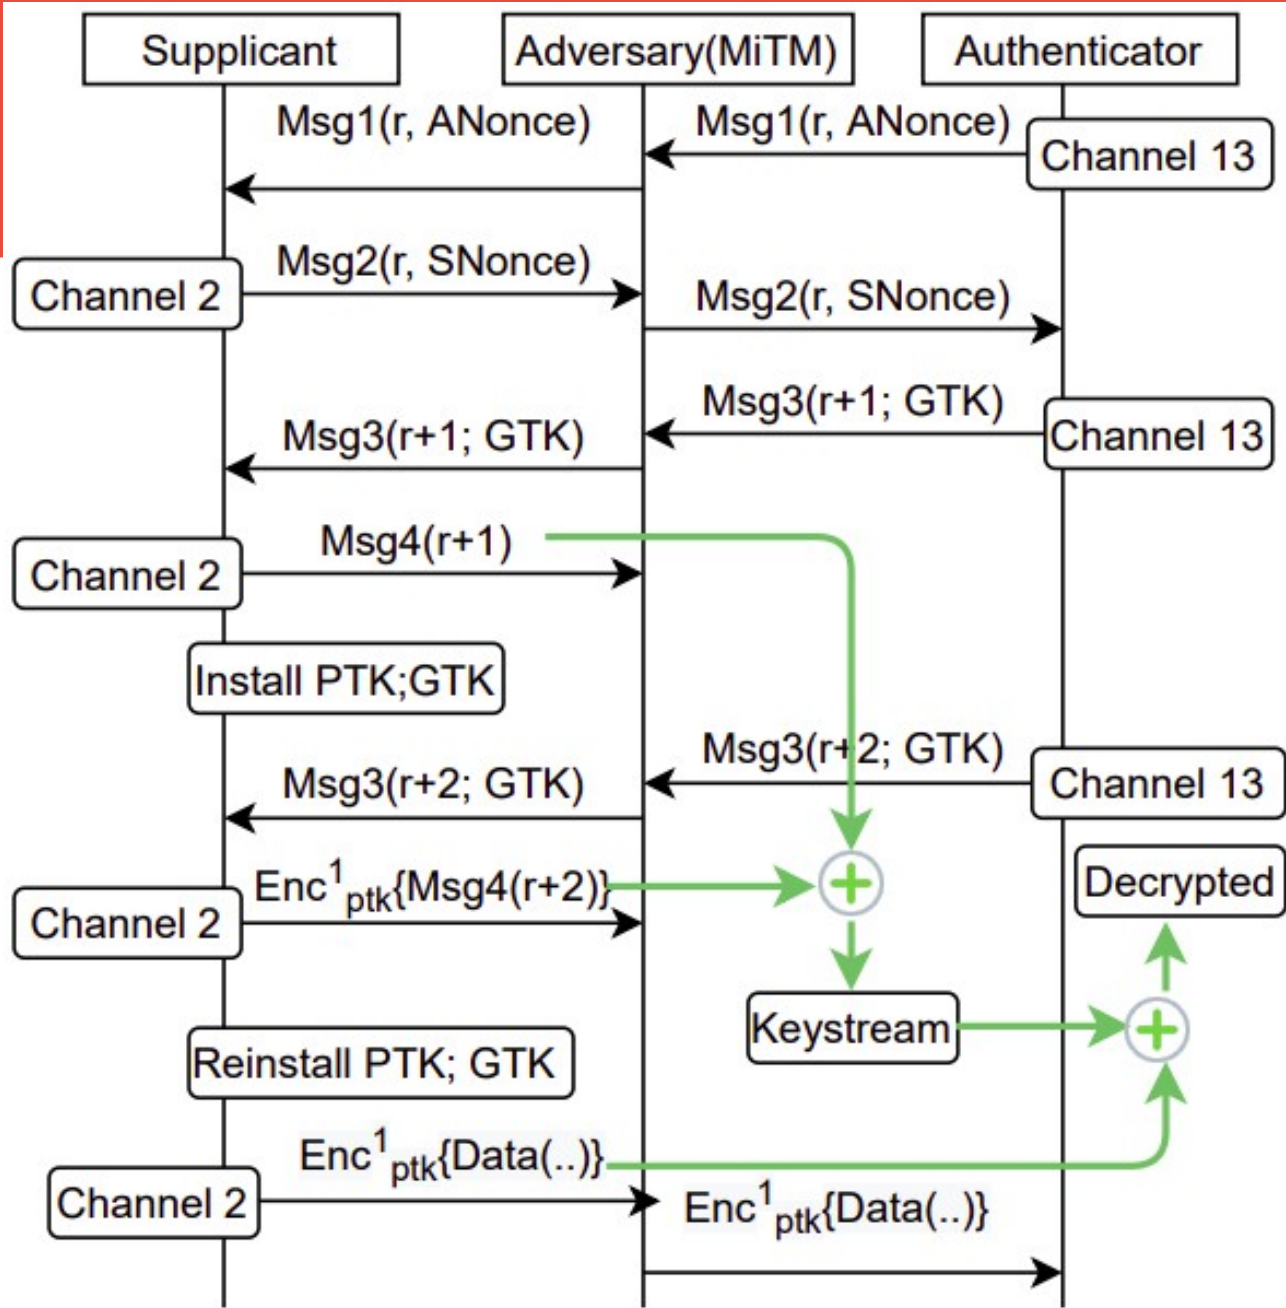 Supplicant
Adversary(MiTM)
Authenticator
Msg1(r, ANonce)
Msg1(r, ANonce)
Channel 13
Msg2(r, SNonce)
Channel 2
Msg2(r, SNonce)
Msg3(r+1; GTK)
Channel 13
Msg3(r+1; GTK)
Msg4(r+1)
Channel 2
Install PTK;GTK
Msg3(r+2; GTK)
Channel 13
Msg3(r+2; GTK)
Enc¹ptk{Msg4(r+2)}
Channel 2
Decrypted
Keystream
Reinstall PTK; GTK
Enc¹ptk{Data(..)}
Channel 2
Enc¹ptk{Data(..)}